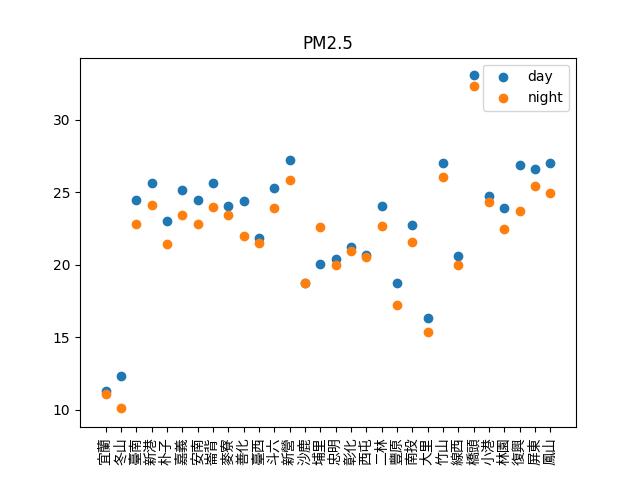 PM2.5
day
night
30
25
20
15
10
宜蘭
冬山
臺南
新港
朴子
嘉義
安南
崙背
麥寮
善化
臺西
斗六
新營
沙鹿
埔里
忠明
彰化
西屯
二林
豐原
南投
大里
竹山
線西
橋頭
小港
林園
復興
屏東
鳳山